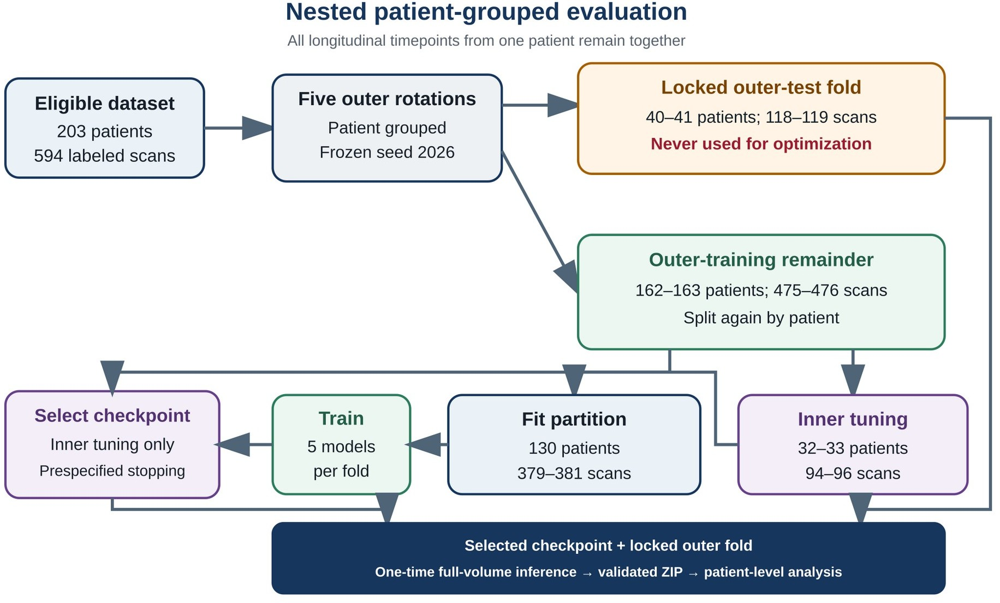 Nested patient-grouped evaluation
All longitudinal timepoints from one patient remain together
Eligible dataset
203 patients
594 labeled scans
Five outer rotations
Patient grouped
Frozen seed 2026
Locked outer-test fold
40–41 patients; 118–119 scans
Never used for optimization
Outer-training remainder
162–163 patients; 475–476 scans
Split again by patient
Select checkpoint
Inner tuning only
Prespecified stopping
Train
5 models
per fold
Fit partition
130 patients
379–381 scans
Inner tuning
32–33 patients
94–96 scans
Selected checkpoint + locked outer fold
One-time full-volume inference → validated ZIP → patient-level analysis